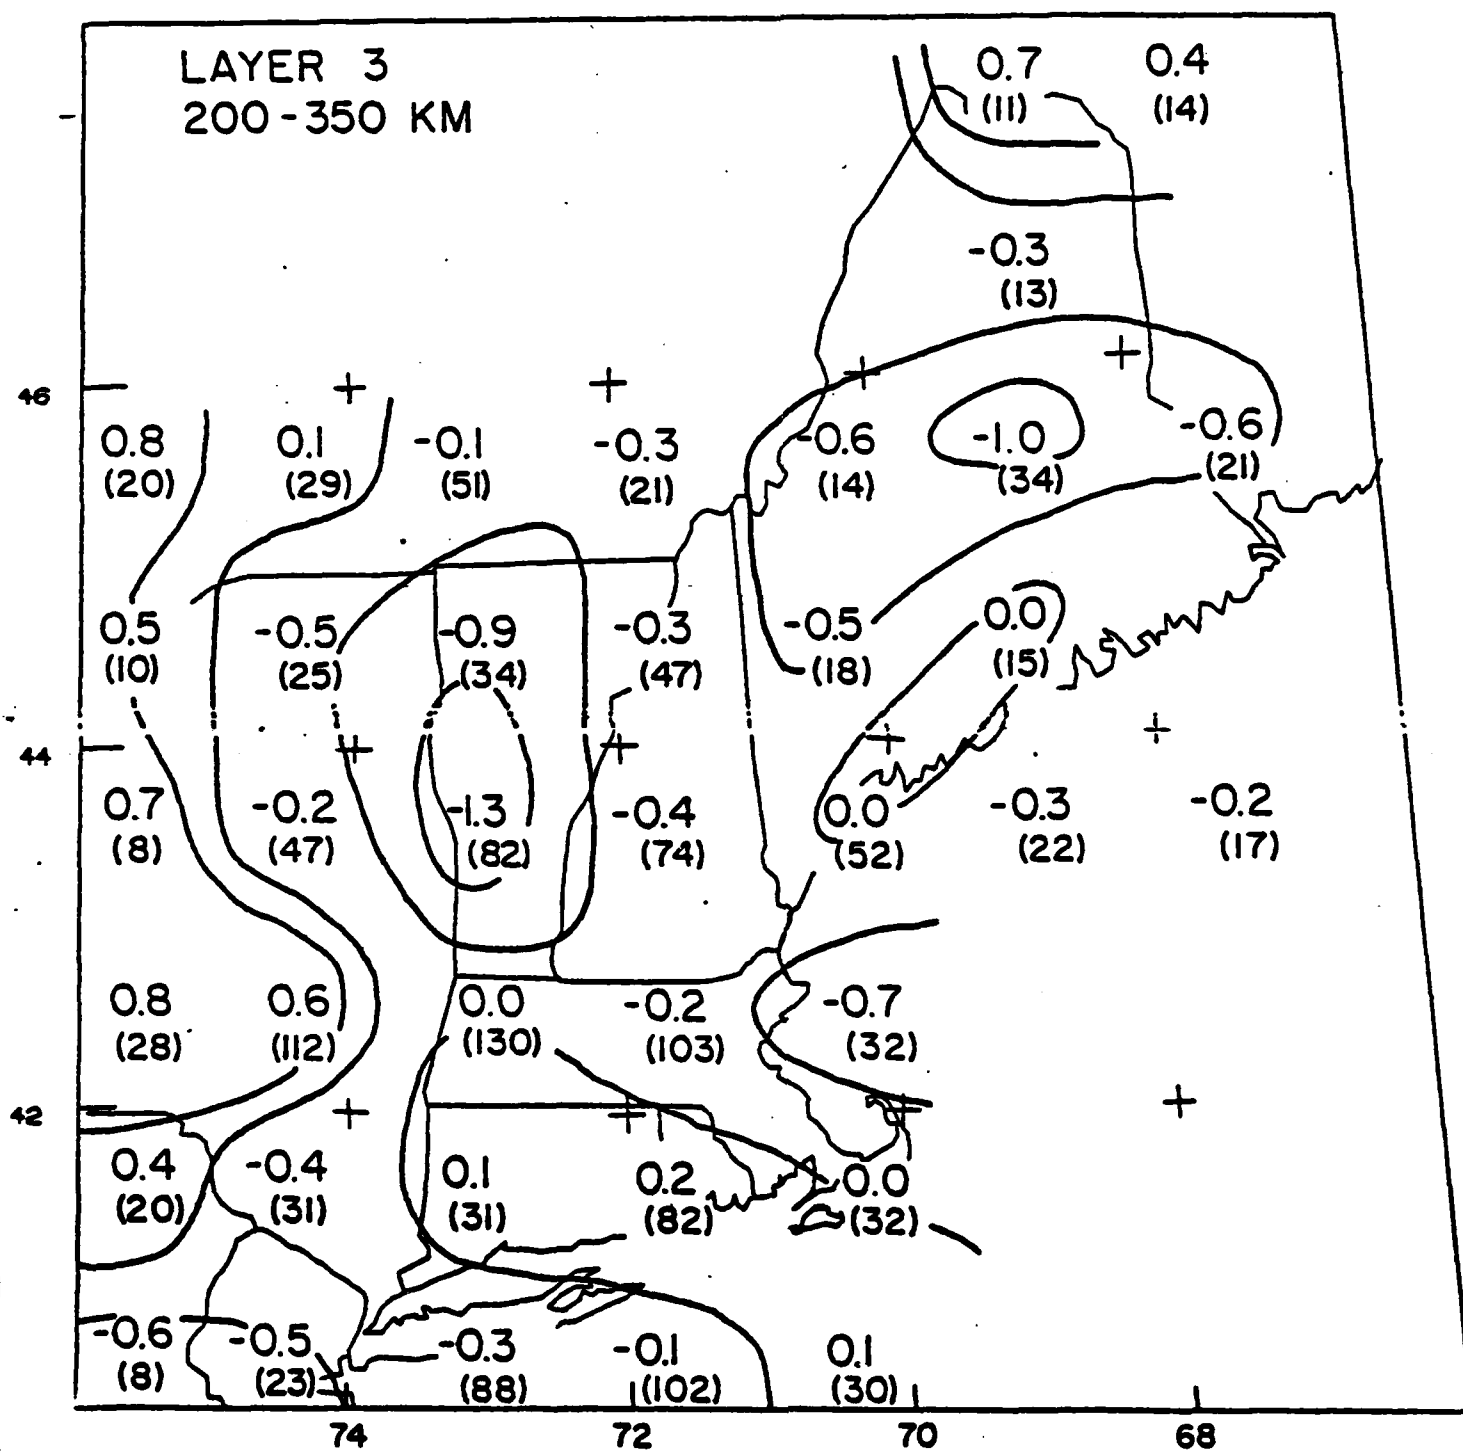 LAYER 3
200-350 KM
0.7 0.4
(11) (14)
-0.3
(13)
46
0.8 0.1 -0.1 -0.3 -0.6 -1.0 -0.6
(20) (29) (51) (21) (14) (34) (21)
0.5 -0.5 -0.9 -0.3 -0.5 0.0
(10) (25) (34) (47) (18) (15)
44
0.7 -0.2 -1.3 -0.4 0.0 -0.3 -0.2
(8) (47) (82) (74) (52) (22) (17)
0.8 0.6 0.0 -0.2 -0.7
(28) (112) (130) (103) (32)
42
0.4 -0.4 0.1 0.2 0.0
(20) (31) (31) (82) (32)
-0.6 -0.5 -0.3 -0.1 0.1
(8) (23) (88) (102) (30)
74 72 70 68